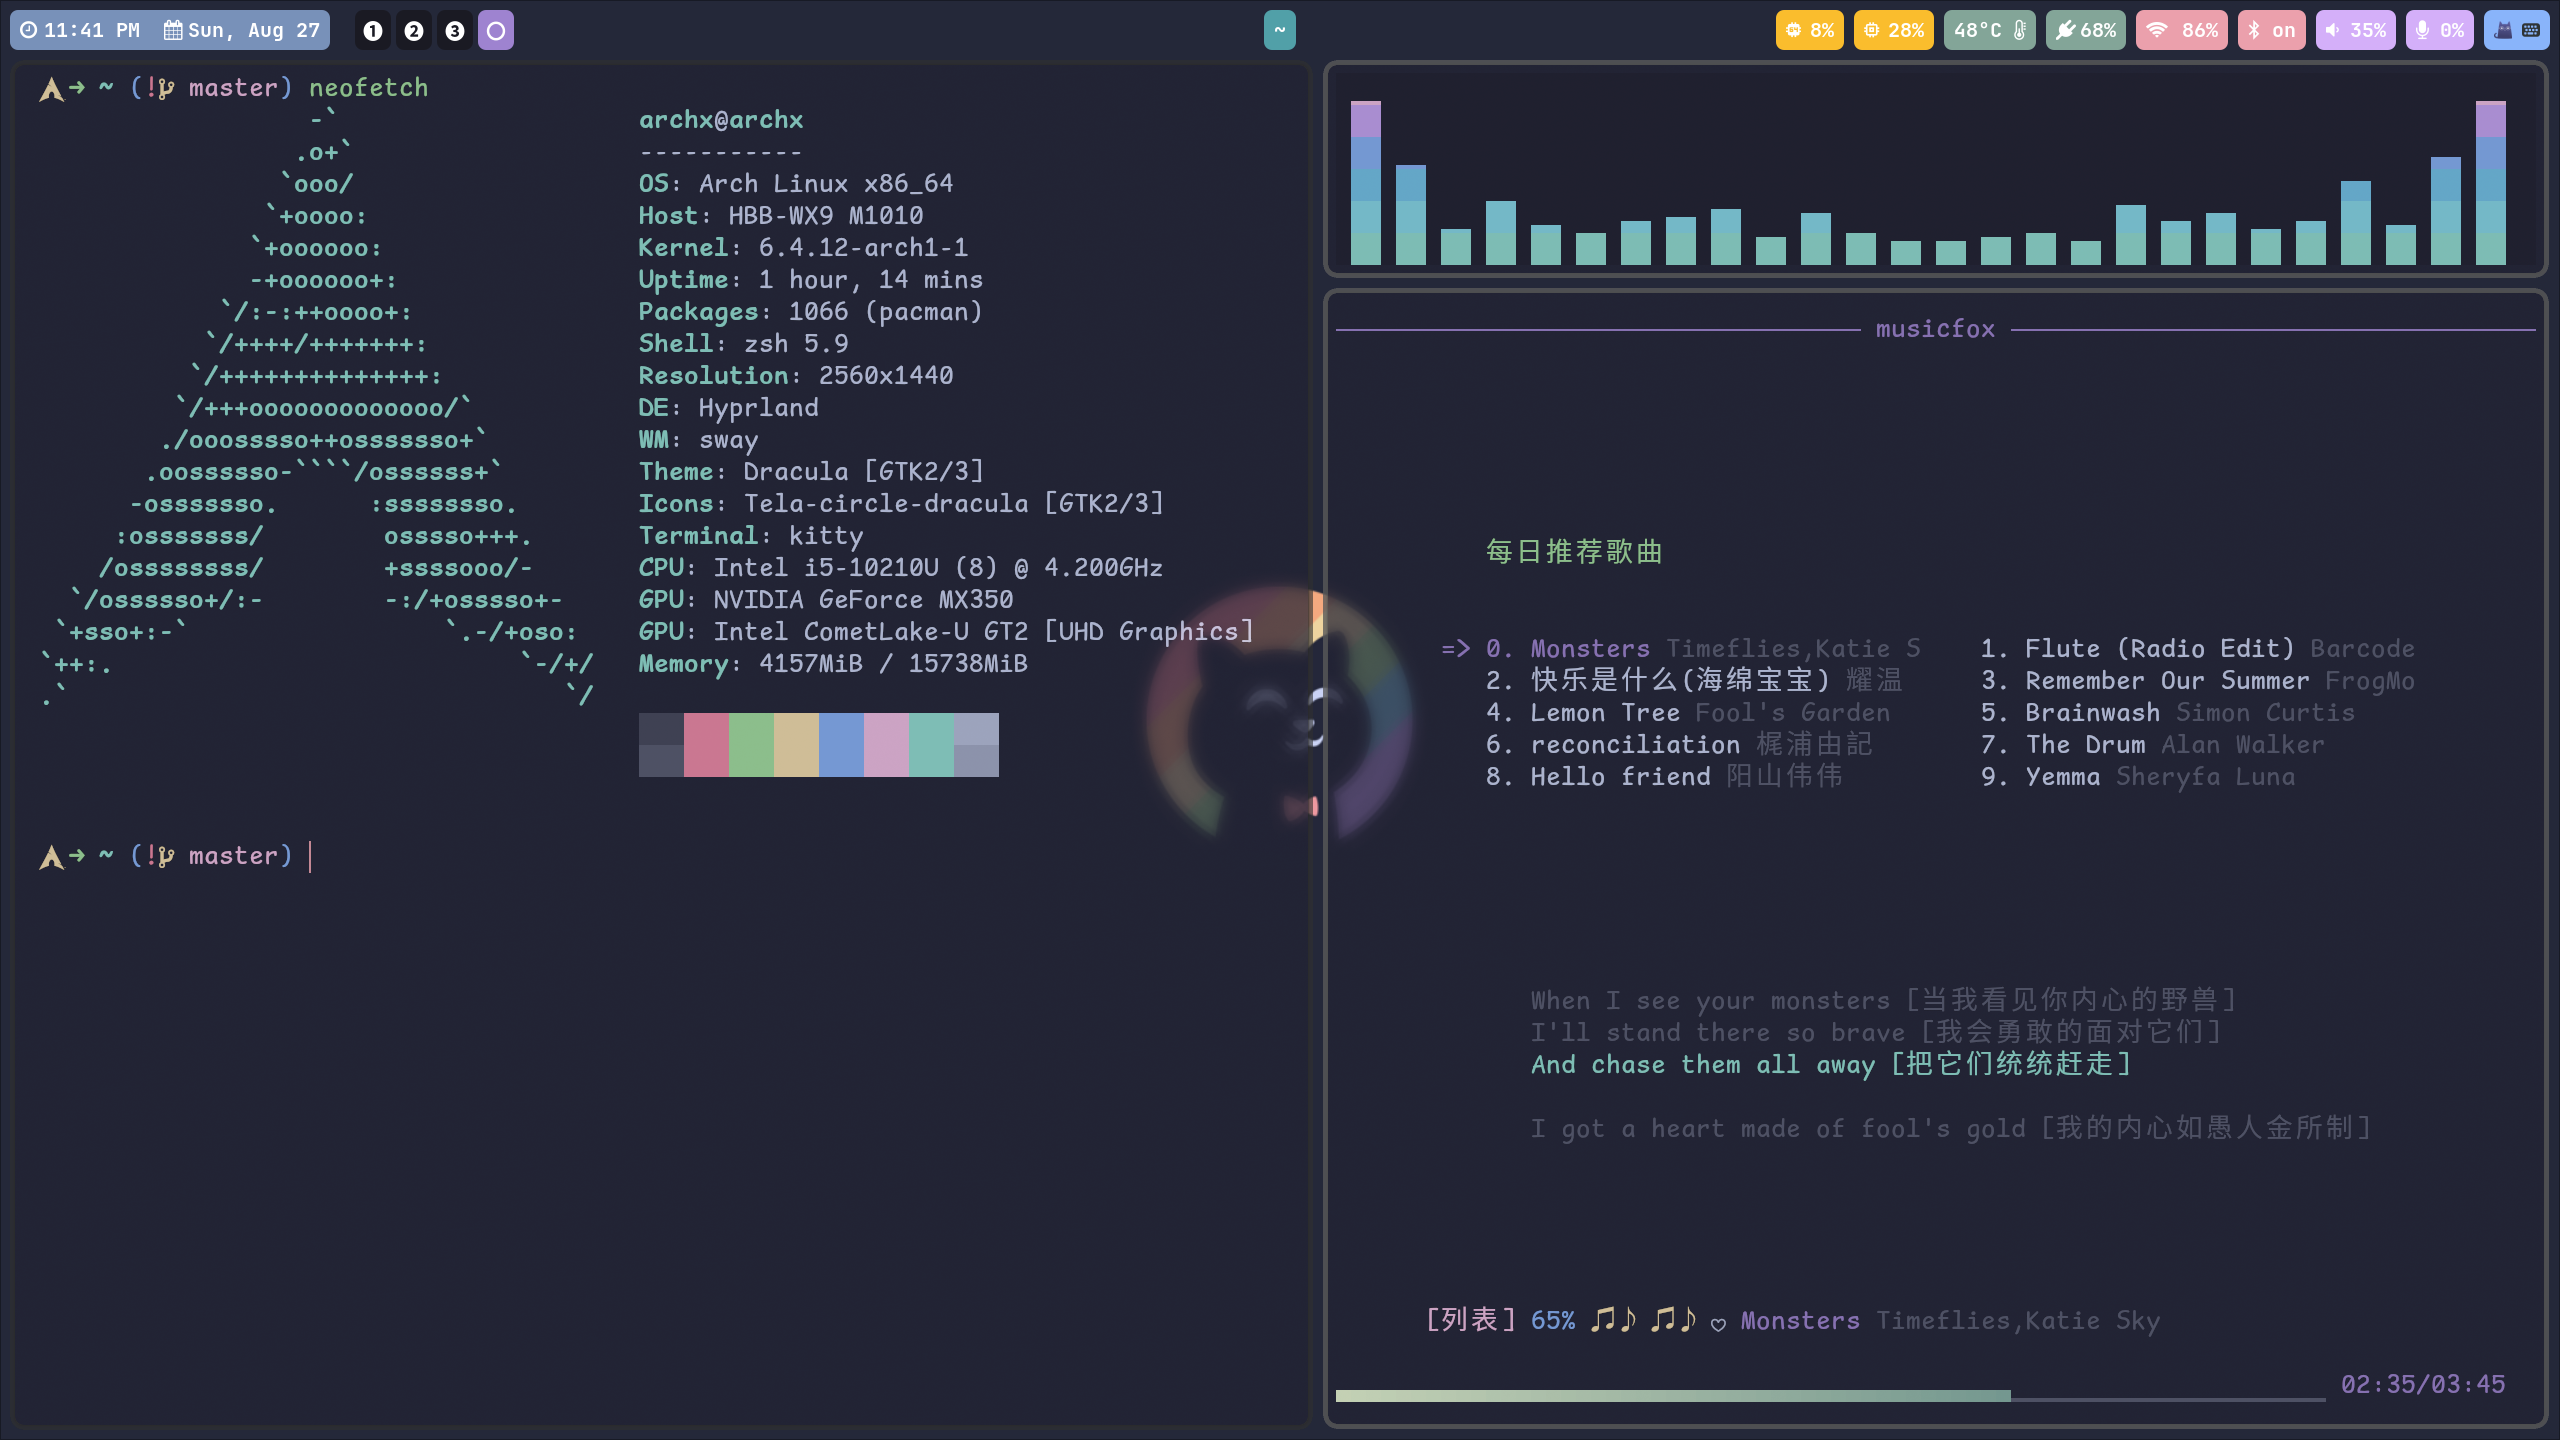 11:41 PM Sun, Aug 27 1 2 3 ~ 8% 28% 48°C 68% 86% on 35% 0%
~ (! master) neofetch
archx@archx
-----------
OS: Arch Linux x86_64
Host: HBB-WX9 M1010
Kernel: 6.4.12-arch1-1
Uptime: 1 hour, 14 mins
Packages: 1066 (pacman)
Shell: zsh 5.9
Resolution: 2560x1440
DE: Hyprland
WM: sway
Theme: Dracula [GTK2/3]
Icons: Tela-circle-dracula [GTK2/3]
Terminal: kitty
CPU: Intel i5-10210U (8) @ 4.200GHz
GPU: NVIDIA GeForce MX350
GPU: Intel CometLake-U GT2 [UHD Graphics]
Memory: 4157MiB / 15738MiB
~ (! master)
musicfox
每日推荐歌曲
=> 0. Monsters Timeflies,Katie S 1. Flute (Radio Edit) Barcode
2. 快乐是什么(海绵宝宝) 耀温 3. Remember Our Summer FrogMo
4. Lemon Tree Fool's Garden 5. Brainwash Simon Curtis
6. reconciliation 梶浦由記 7. The Drum Alan Walker
8. Hello friend 阳山伟伟 9. Yemma Sheryfa Luna
When I see your monsters [当我看见你内心的野兽]
I'll stand there so brave [我会勇敢的面对它们]
And chase them all away [把它们统统赶走]
I got a heart made of fool's gold [我的内心如愚人金所制]
[列表] 65% ♫♪ ♫♪ ♡ Monsters Timeflies,Katie Sky
02:35/03:45